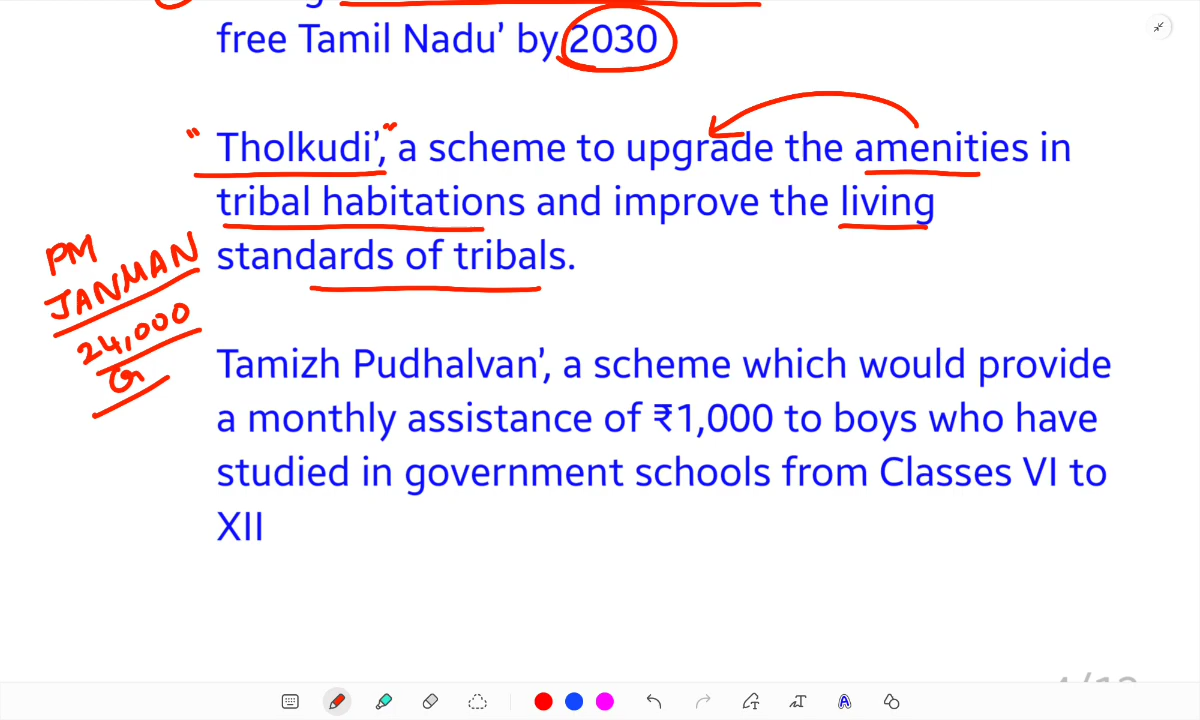 free Tamil Nadu’ by 2030
" Tholkudi’," a scheme to upgrade the amenities in
tribal habitations and improve the living
standards of tribals.
PM
JANMAN
24,000
Cr
Tamizh Pudhalvan’, a scheme which would provide
a monthly assistance of ₹1,000 to boys who have
studied in government schools from Classes VI to
XII